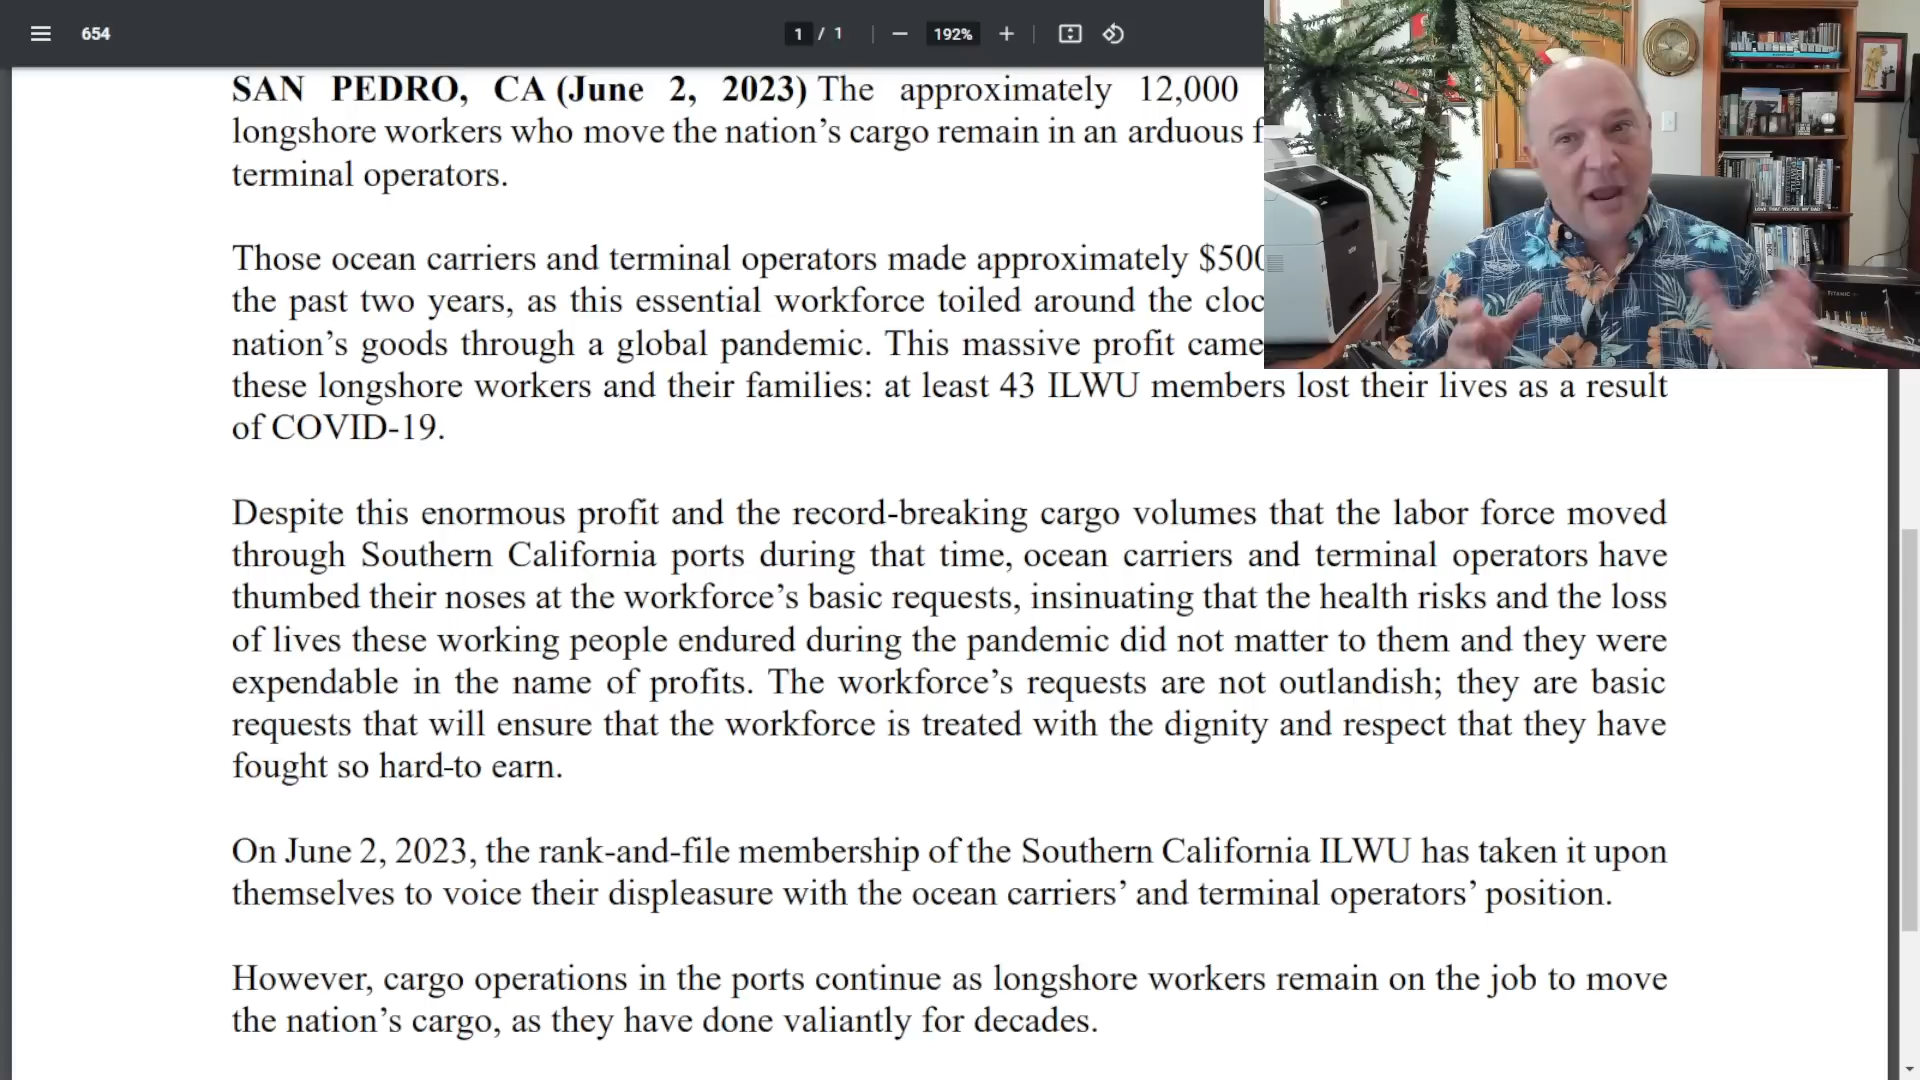 654
1 / 1
192%
SAN PEDRO, CA (June 2, 2023) The approximately 12,000
longshore workers who move the nation’s cargo remain in an arduous f
terminal operators.
Those ocean carriers and terminal operators made approximately $500
the past two years, as this essential workforce toiled around the cloc
nation’s goods through a global pandemic. This massive profit came
these longshore workers and their families: at least 43 ILWU members lost their lives as a result
of COVID-19.
Despite this enormous profit and the record-breaking cargo volumes that the labor force moved
through Southern California ports during that time, ocean carriers and terminal operators have
thumbed their noses at the workforce’s basic requests, insinuating that the health risks and the loss
of lives these working people endured during the pandemic did not matter to them and they were
expendable in the name of profits. The workforce’s requests are not outlandish; they are basic
requests that will ensure that the workforce is treated with the dignity and respect that they have
fought so hard-to earn.
On June 2, 2023, the rank-and-file membership of the Southern California ILWU has taken it upon
themselves to voice their displeasure with the ocean carriers’ and terminal operators’ position.
However, cargo operations in the ports continue as longshore workers remain on the job to move
the nation’s cargo, as they have done valiantly for decades.
TITANIC